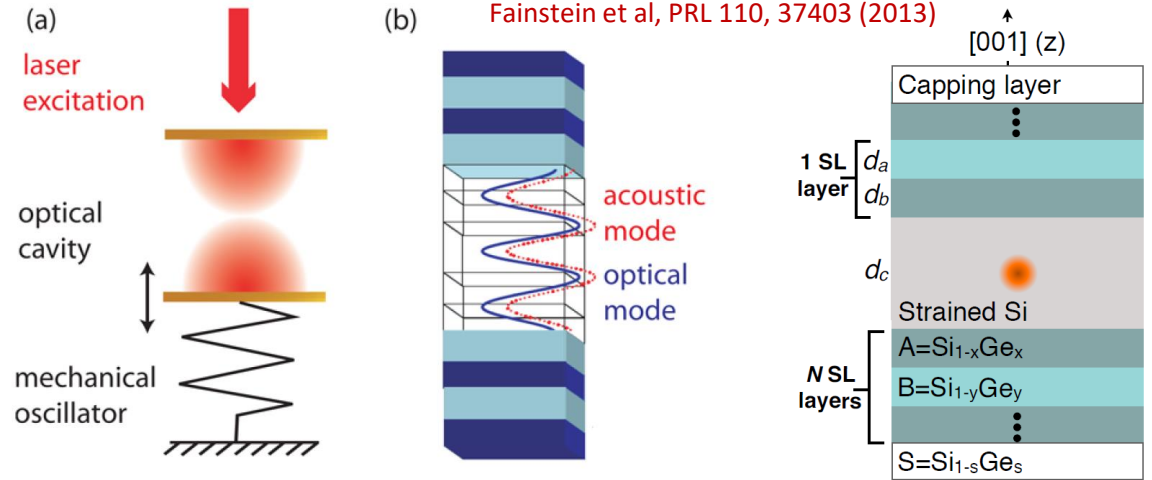 Fainstein et al, PRL 110, 37403 (2013)
(a)
laser
excitation
optical
cavity
mechanical
oscillator
(b)
acoustic
mode
optical
mode
[001] (z)
Capping layer
1 SL
layer
da
db
dc
Strained Si
N SL
layers
A=Si1-xGex
B=Si1-yGey
S=Si1-sGes